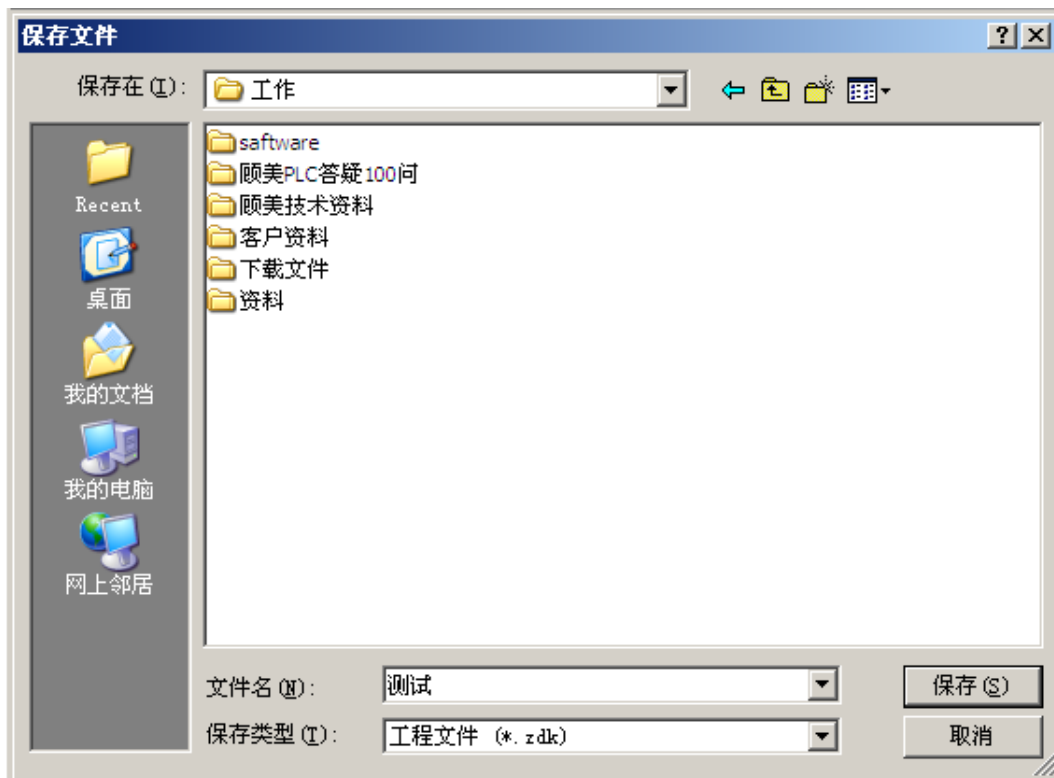 保存文件
保存在(I):
工作
saftware
顾美PLC答疑100问
顾美技术资料
客户资料
下载文件
资料
Recent
桌面
我的文档
我的电脑
网上邻居
文件名(N):
测试
保存(S)
保存类型(T):
工程文件 (*.zdk)
取消